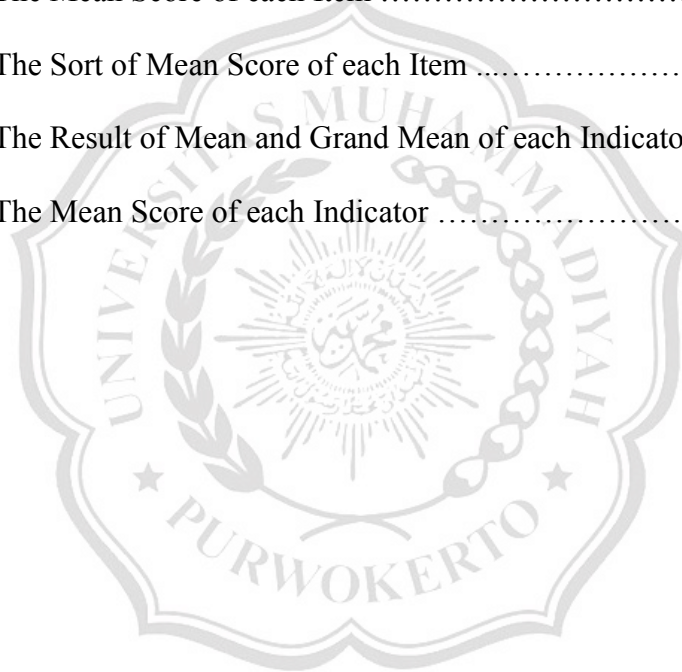 The Mean Score of each Item ……………………………
The Sort of Mean Score of each Item ...…………………
The Result of Mean and Grand Mean of each
The Mean Score of each Indicator ………………………
UNIVERSITAS MUHAMMADIYAH
PURWOKERTO